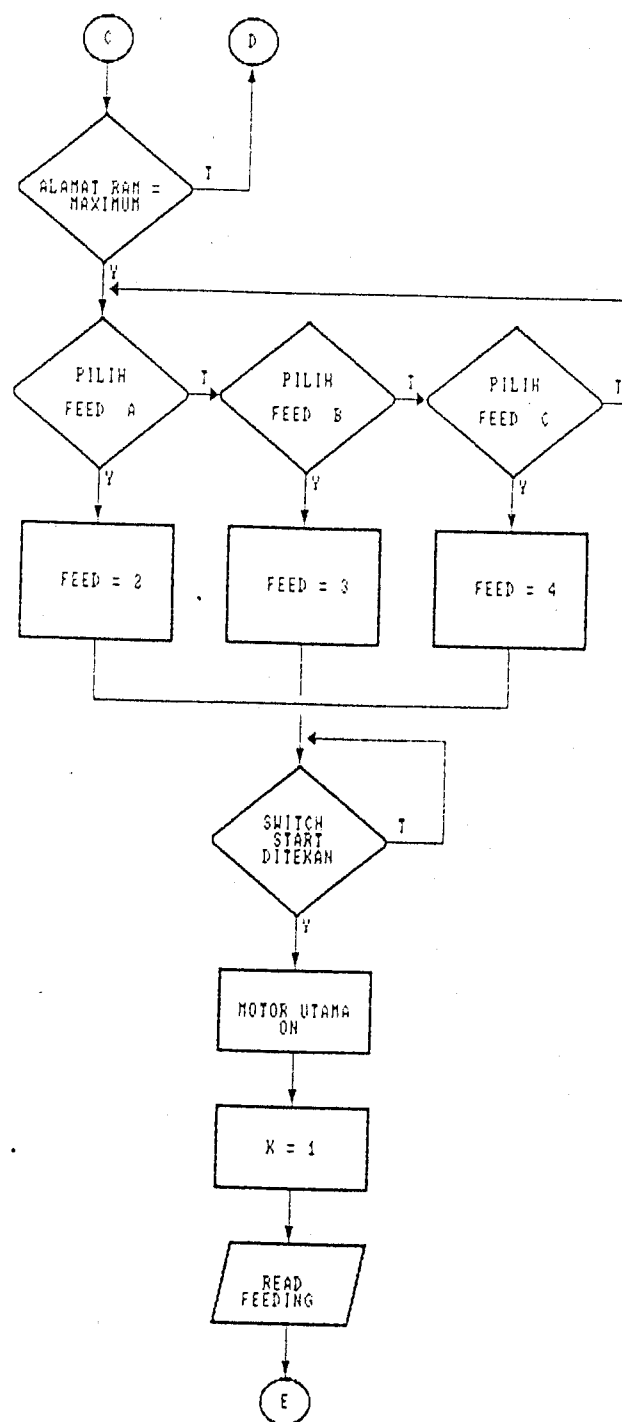 C
D
ALAMAT RAM =
MAXIMUM
T
Y
PILIH
FEED A
T
PILIH
FEED B
T
PILIH
FEED C
T
Y
Y
Y
FEED = 2
FEED = 3
FEED = 4
SWITCH
START
DITEKAN
T
Y
MOTOR UTAMA
ON
K = 1
READ
FEEDING
E